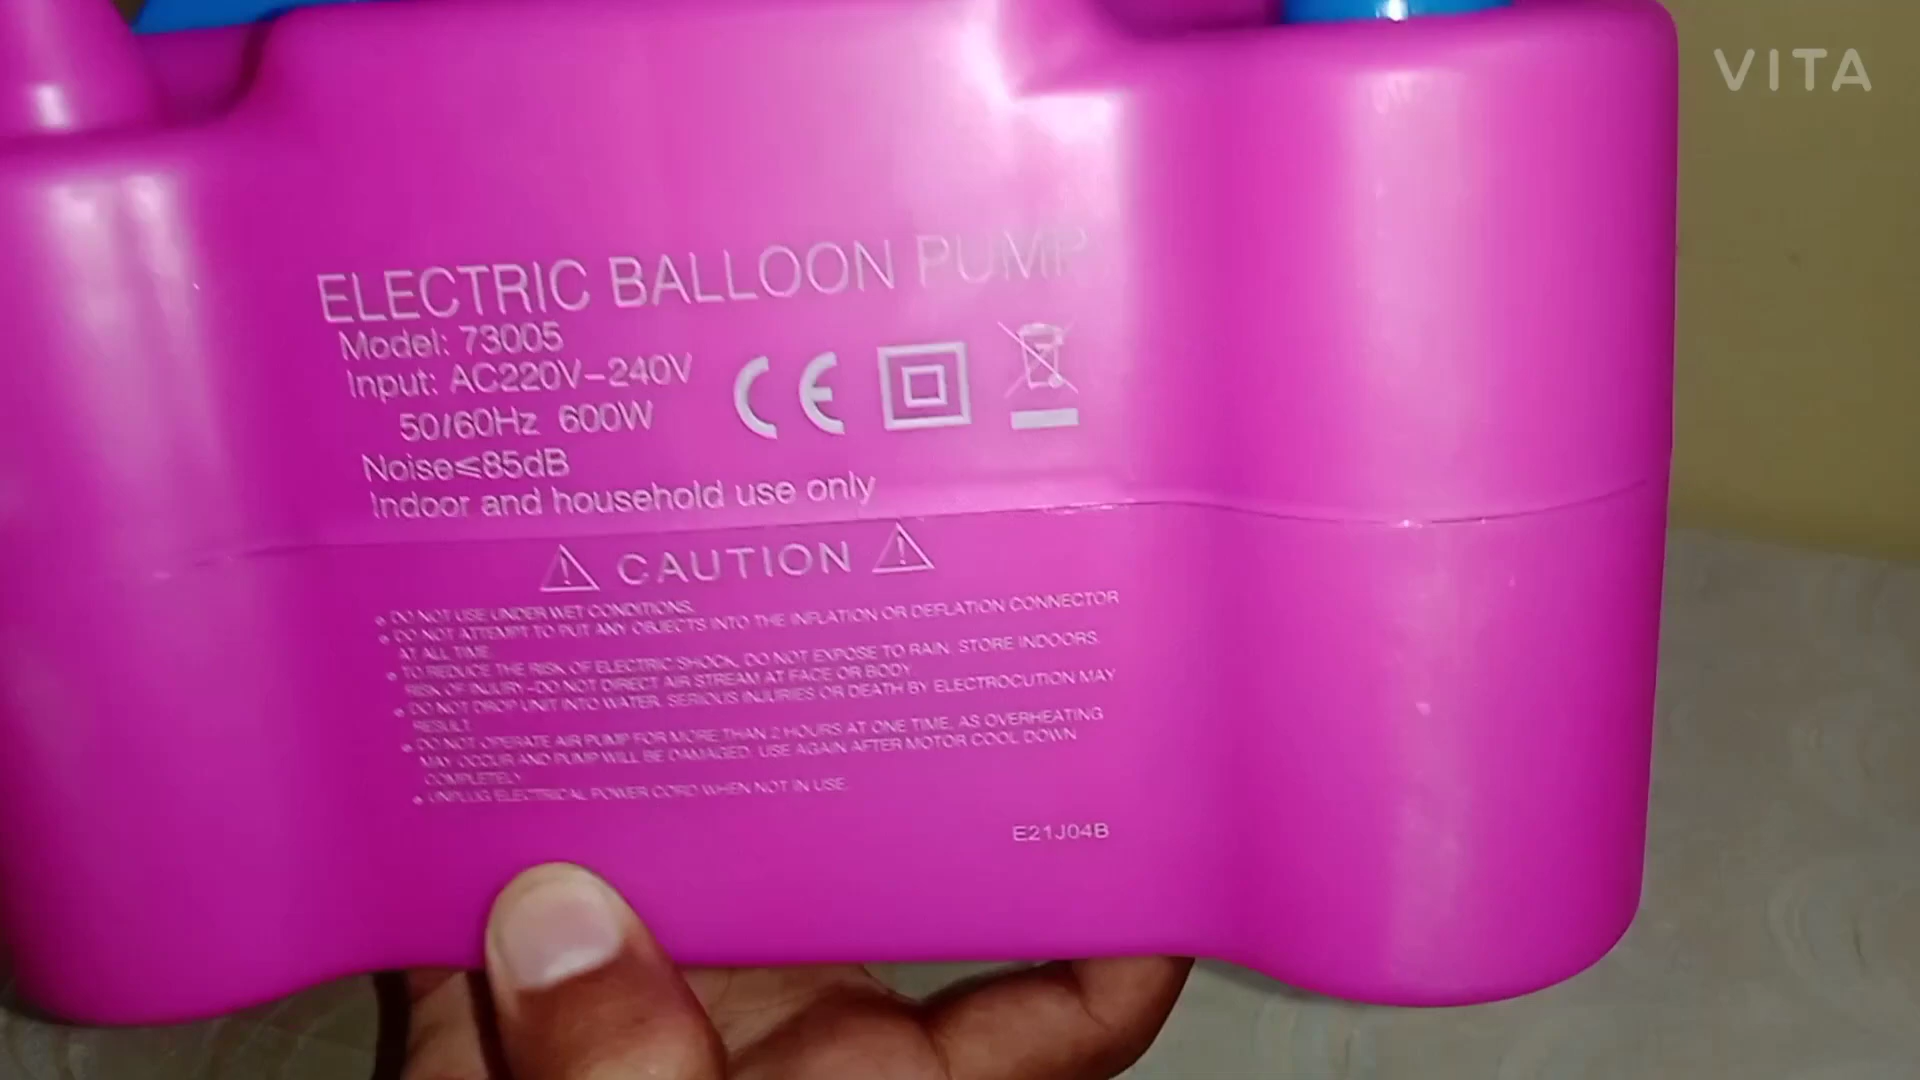 VITA
ELECTRIC BALLOON PUMP
Model: 73005
Input: AC220V-240V
50/60Hz 600W
CE
Noise≤85dB
Indoor and household use only
CAUTION
• DO NOT USE UNDER WET CONDITIONS.
• DO NOT ATTEMPT TO PUT ANY OBJECTS INTO THE INFLATION OR DEFLATION CONNECTOR
AT ALL TIME.
• TO REDUCE THE RISK OF ELECTRIC SHOCK. DO NOT EXPOSE TO RAIN. STORE INDOORS.
RISK OF INJURY-DO NOT DIRECT AIR STREAM AT FACE OR BODY.
• DO NOT DROP UNIT INTO WATER. SERIOUS INJURIES OR DEATH BY ELECTROCUTION MAY
RESULT.
• DO NOT OPERATE AIR PUMP FOR MORE THAN 2 HOURS AT ONE TIME, AS OVERHEATING
MAY OCCUR AND PUMP WILL BE DAMAGED. USE AGAIN AFTER MOTOR COOL DOWN
COMPLETELY.
• UNPLUG ELECTRICAL POWER CORD WHEN NOT IN USE.
E21J04B